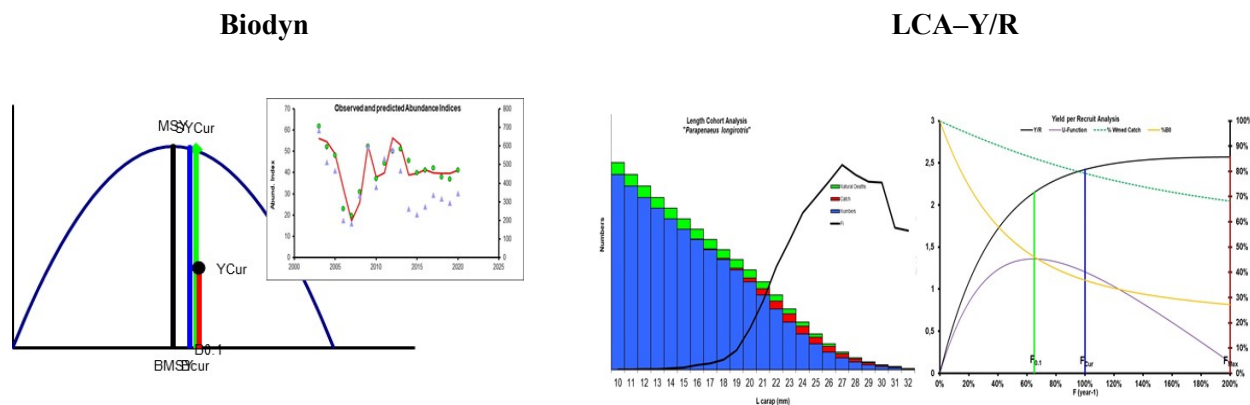 Biodyn
LCA–Y/R
MSY
SYCur
YCur
B0.1
BMSY
BCur
Observed and predicted Abundance Indices
Abund. Index
70
60
50
40
30
20
10
0
800
700
600
500
400
300
200
100
0
2000 2005 2010 2015 2020 2025
Length Cohort Analysis
"Parapenaeus longirotris"
Numbers
Natural Deaths
Catch
Numbers
Fi
10 11 12 13 14 15 16 17 18 19 20 21 22 23 24 25 26 27 28 29 30 31 32
L carap (mm)
Yield per Recruit Analysis
Y/R U-Function % Wmed Catch %B0
3
2,5
2
1,5
1
0,5
0
100%
90%
80%
70%
60%
50%
40%
30%
20%
10%
0%
F0.1
FCur
FMax
0% 20% 40% 60% 80% 100% 120% 140% 160% 180% 200%
F (year-1)